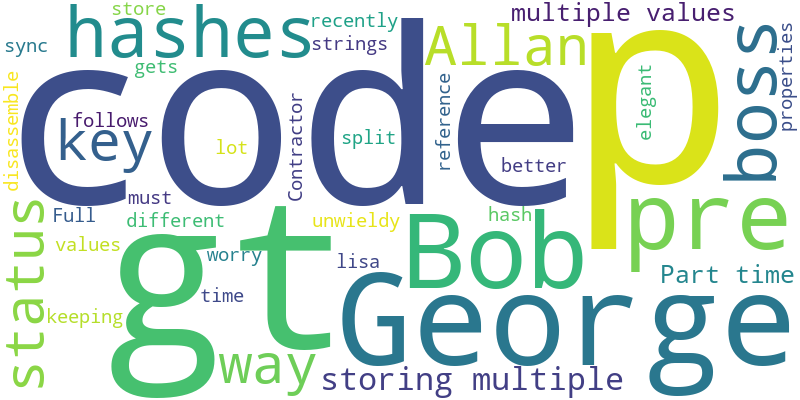 store
recently
multiple values
sync
hashes
strings
Allan
boss
properties
gets
code
p
disassemble
follows
key
lot
Contractor
split
reference
elegant
better
must
Full
different
unwieldy
hash
pre
status
values
worry
gt
Bob
lisa
time
George
Part time
keeping
way
storing multiple